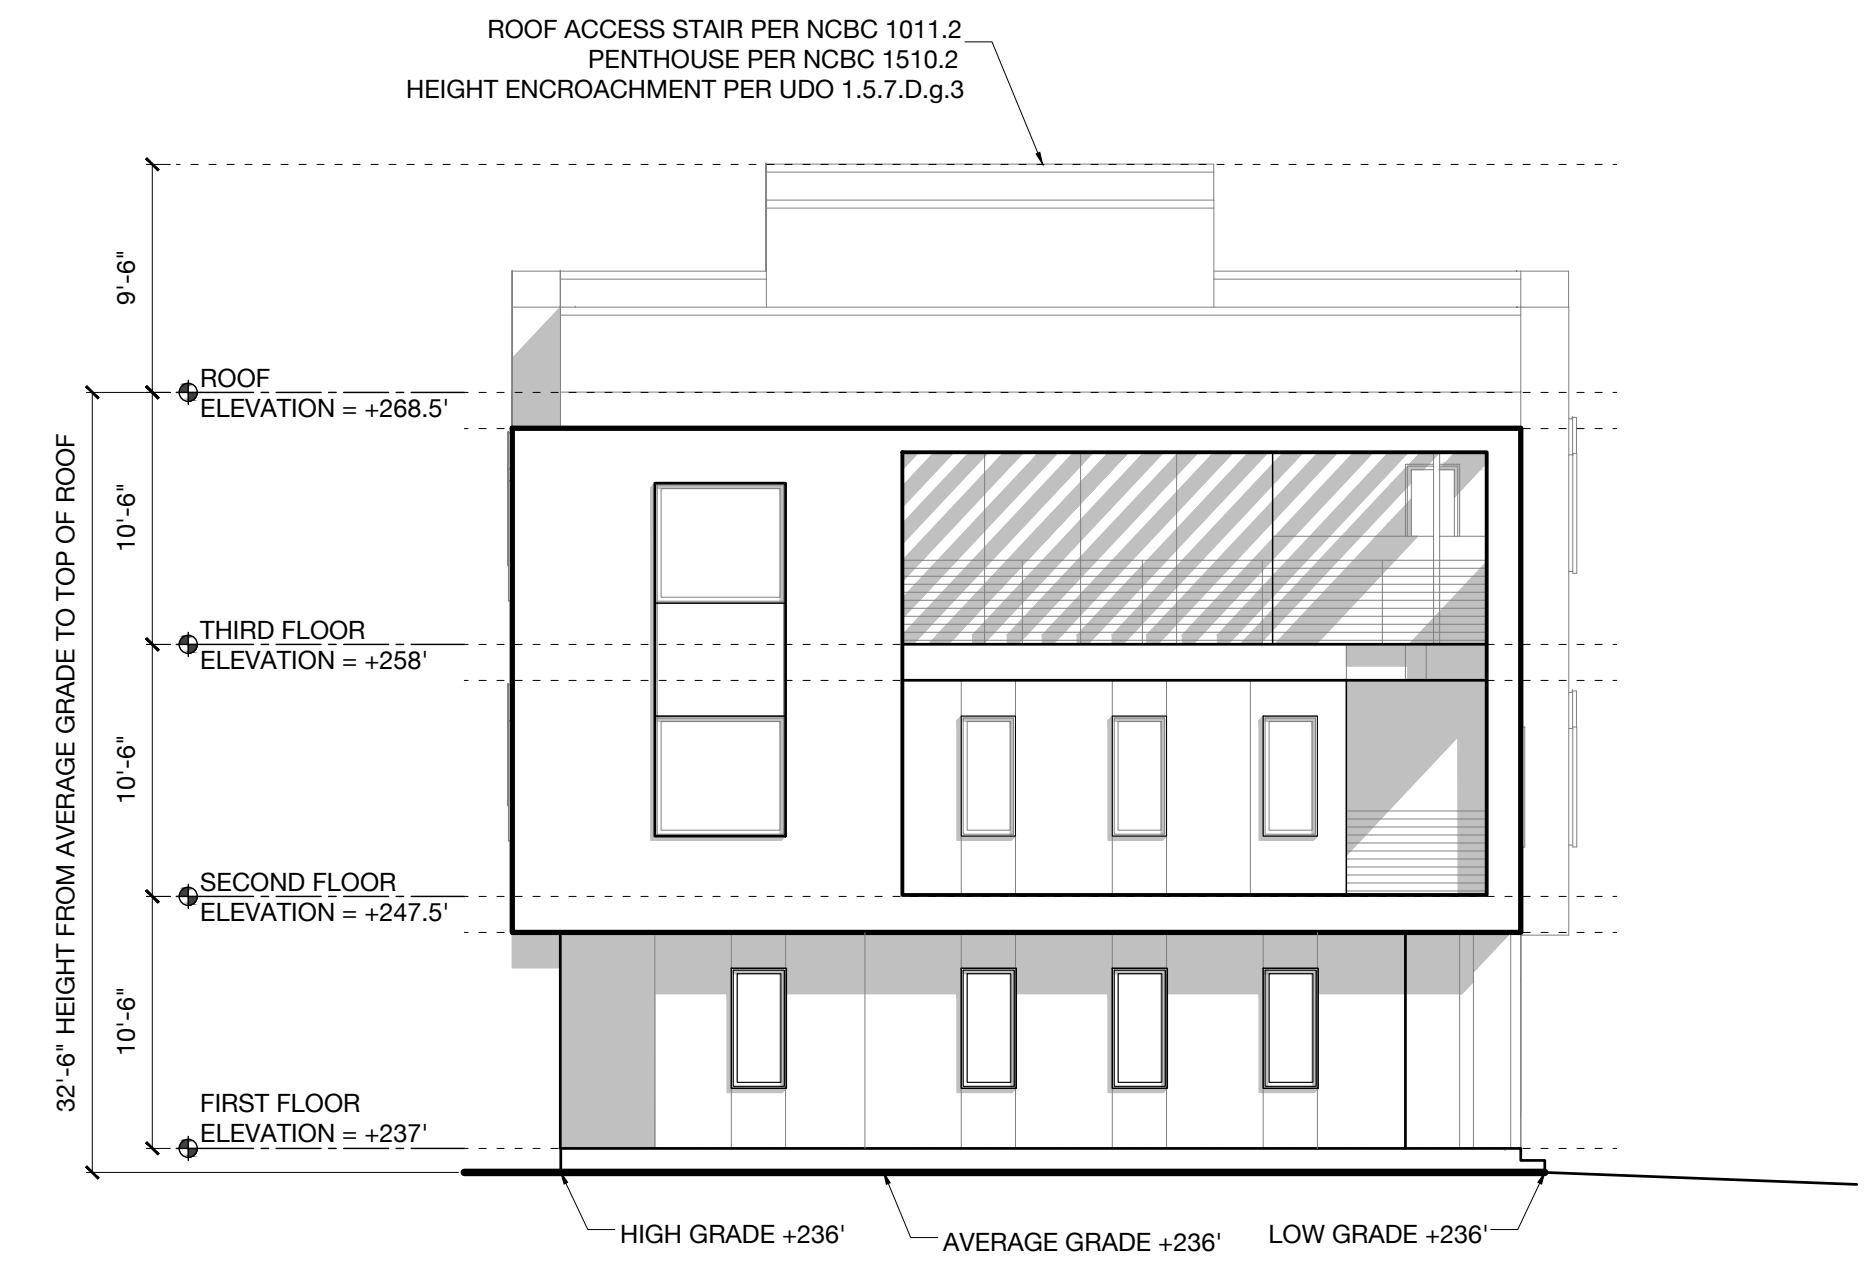 ROOF ACCESS STAIR PER NCBC 1011.2
PENTHOUSE PER NCBC 1510.2
HEIGHT ENCROACHMENT PER UDO 1.5.7.D.g.3
9'-6"
ROOF
ELEVATION = +268.5'
10'-6"
THIRD FLOOR
ELEVATION = +258'
10'-6"
SECOND FLOOR
ELEVATION = +247.5'
10'-6"
FIRST FLOOR
ELEVATION = +237'
32'-6" HEIGHT FROM AVERAGE GRADE TO TOP OF ROOF
HIGH GRADE +236'
AVERAGE GRADE +236'
LOW GRADE +236'